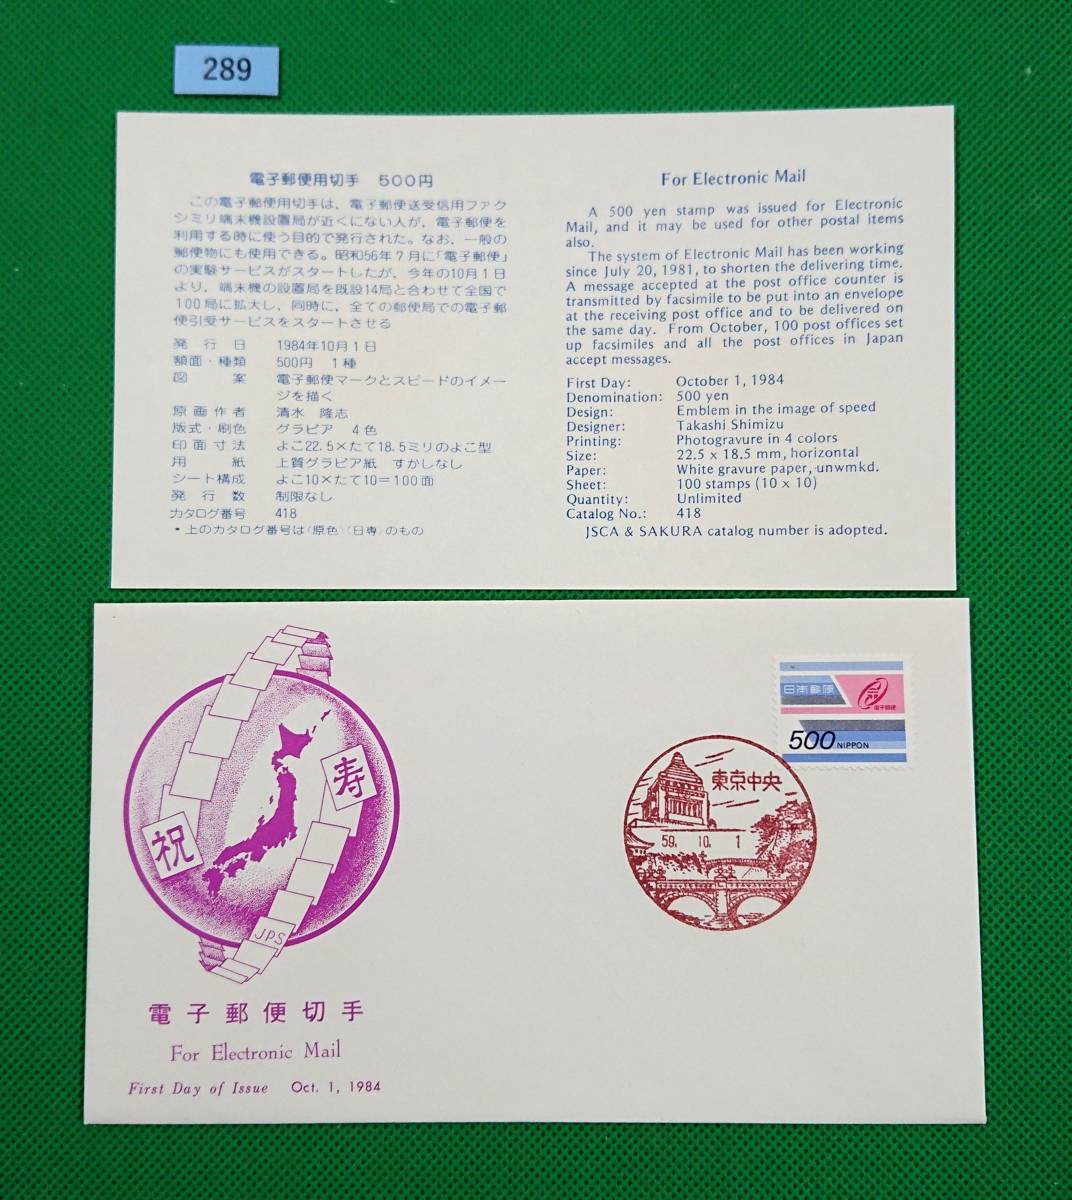 289
電子郵便用切手　500円
この電子郵便用切手は、電子郵便送受信用ファク
シミリ端末機設置局が近くにない人が、電子郵便を
利用する時に使う目的で発行された。なお、一般の
郵便物にも使用できる。昭和56年7月に「電子郵便」
の実験サービスがスタートしたが、今年の10月1日
より、端末機の設置局を既設14局と合わせて全国で
100局に拡大し、同時に、全ての郵便局での電子郵
便引受サービスをスタートさせる
発行日　1984年10月1日
額面・種類　500円　1種
図案　電子郵便マークとスピードのイメー
ジを描く
原画作者　清水　隆志
版式・刷色　グラビア　4色
印面寸法　よこ22.5×たて18.5ミリのよこ型
用紙　上質グラビア紙　すかしなし
シート構成　よこ10×たて10＝100面
発行数　制限なし
カタログ番号　418
・上のカタログ番号は〈原色〉〈日専〉のもの
For Electronic Mail
A 500 yen stamp was issued for Electronic
Mail, and it may be used for other postal items
also.
The system of Electronic Mail has been working
since July 20, 1981, to shorten the delivering time.
A message accepted at the post office counter is
transmitted by facsimile to be put into an envelope
at the receiving post office and to be delivered on
the same day. From October, 100 post offices set
up facsimiles and all the post offices in Japan
accept messages.
First Day: October 1, 1984
Denomination: 500 yen
Design: Emblem in the image of speed
Designer: Takashi Shimizu
Printing: Photogravure in 4 colors
Size: 22.5 x 18.5 mm, horizontal
Paper: White gravure paper, unwmkd.
Sheet: 100 stamps (10 x 10)
Quantity: Unlimited
Catalog No.: 418
JSCA & SAKURA catalog number is adopted.
日本郵便
電子郵便
500 NIPPON
東京中央
59. 10. 1
寿
祝
JPS
電子郵便切手
For Electronic Mail
First Day of Issue Oct. 1, 1984